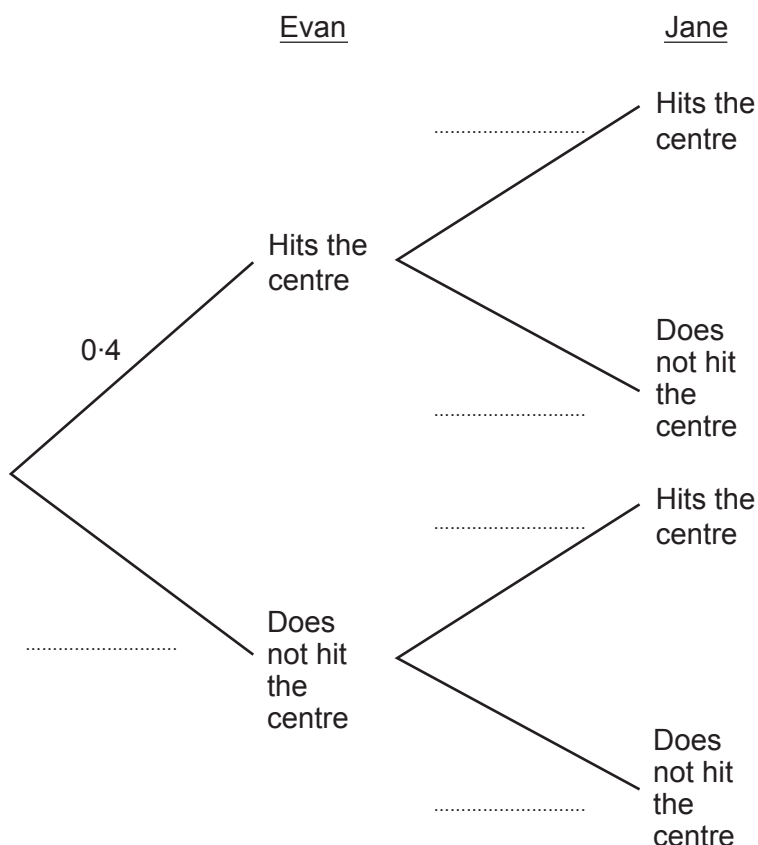 Evan
Jane
Hits the
centre
Hits the
centre
0·4
Does
not hit
the
centre
Hits the
centre
Does
not hit
the
centre
Does
not hit
the
centre